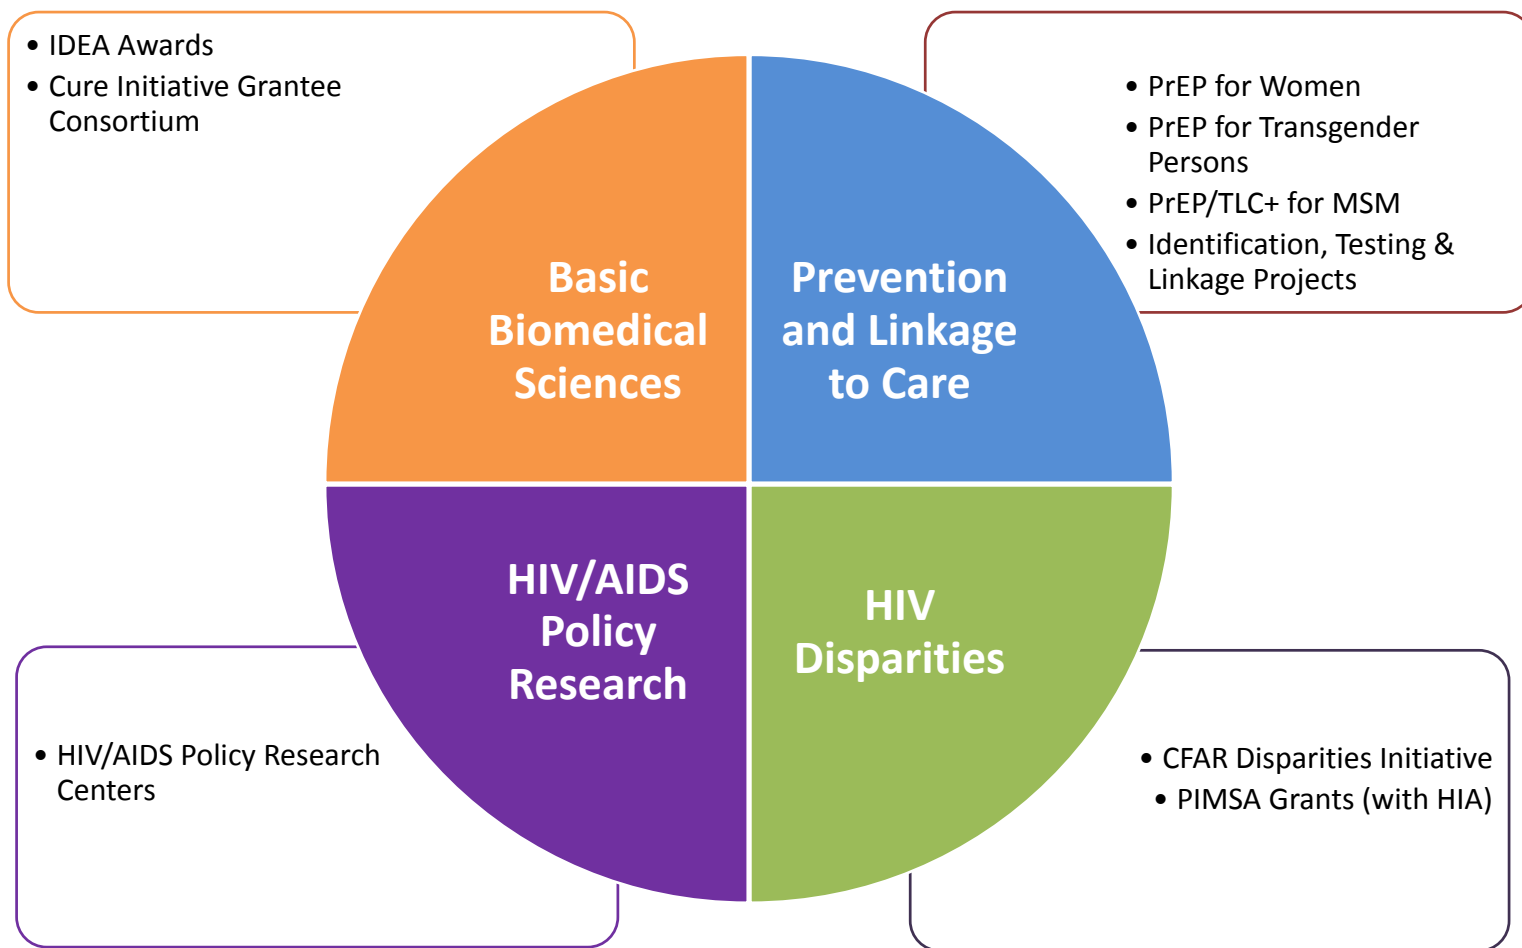 • IDEA Awards
• Cure Initiative Grantee
Consortium
• PrEP for Women
• PrEP for Transgender
Persons
• PrEP/TLC+ for MSM
• Identification, Testing &
Linkage Projects
Basic
Biomedical
Sciences
Prevention
and Linkage
to Care
HIV/AIDS
Policy
Research
HIV
Disparities
• HIV/AIDS Policy Research
Centers
• CFAR Disparities Initiative
• PIMSA Grants (with HIA)